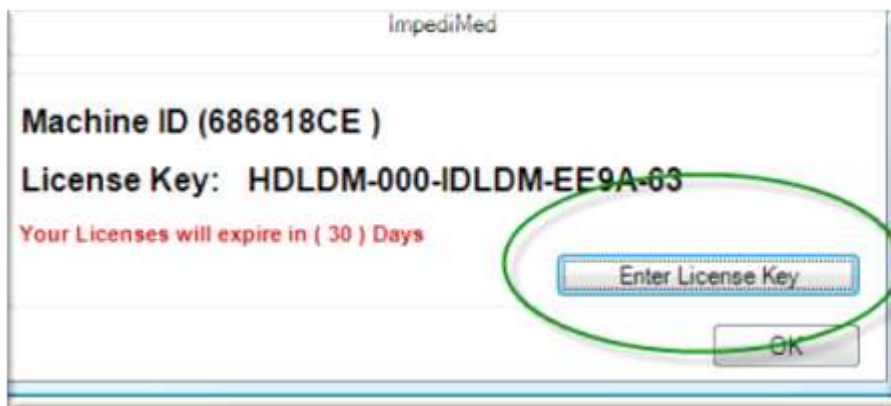 impediMed
Machine ID (686818CE )
License Key: HDLDM-000-IDLDM-EE9A-63
Your Licenses will expire in ( 30 ) Days
Enter License Key
OK